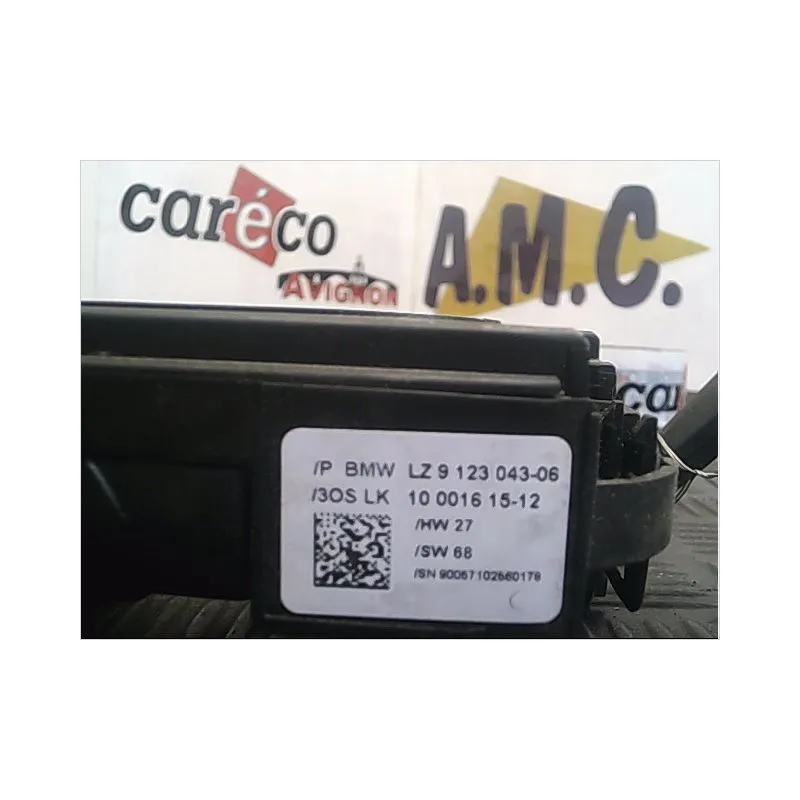 caréco
AVIGNON
A.M.C.
car
/P BMW LZ 9 123 043-06
/3OS LK 10 0016 15-12
/HW 27
/SW 68
/SN 90067102660178